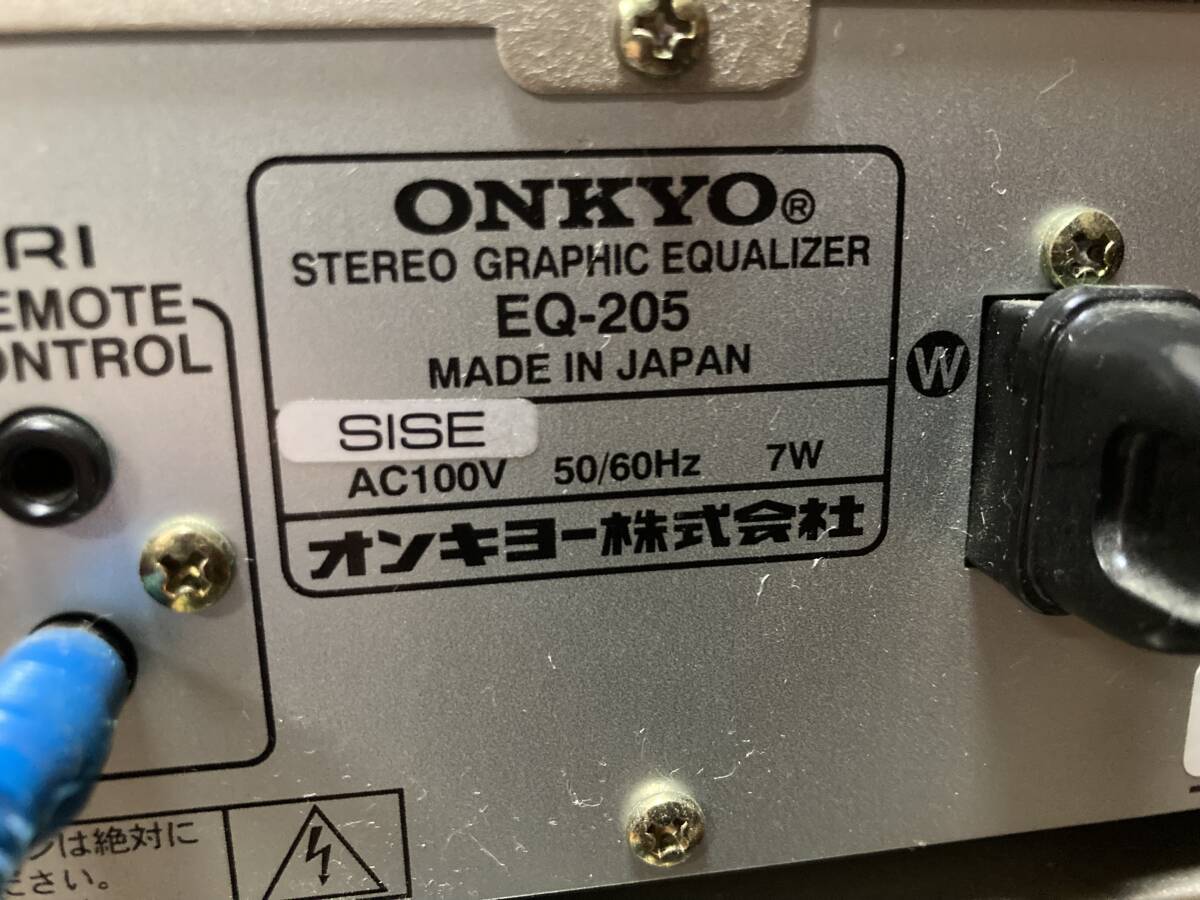 ONKYO®
STEREO GRAPHIC EQUALIZER
EQ-205
MADE IN JAPAN
SISE
AC100V 50/60Hz 7W
オンキヨー株式会社
W
RI
EMOTE
ONTROL
は絶対に
ださい。